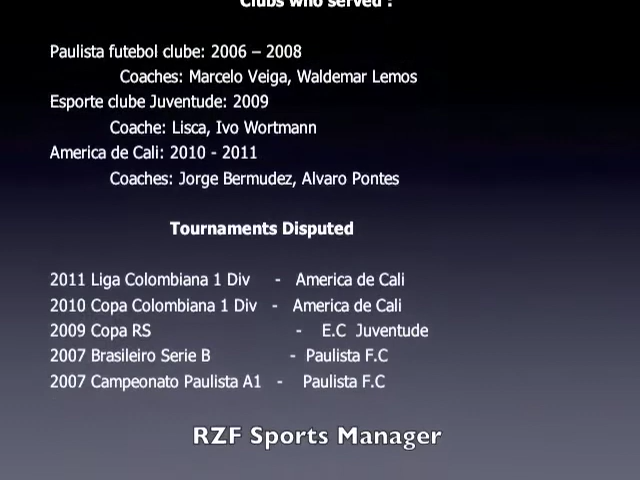 Clubs who served :
Paulista futebol clube: 2006 – 2008
Coaches: Marcelo Veiga, Waldemar Lemos
Esporte clube Juventude: 2009
Coache: Lisca, Ivo Wortmann
America de Cali: 2010 - 2011
Coaches: Jorge Bermudez, Alvaro Pontes
Tournaments Disputed
2011 Liga Colombiana 1 Div - America de Cali
2010 Copa Colombiana 1 Div - America de Cali
2009 Copa RS - E.C Juventude
2007 Brasileiro Serie B - Paulista F.C
2007 Campeonato Paulista A1 - Paulista F.C
RZF Sports Manager